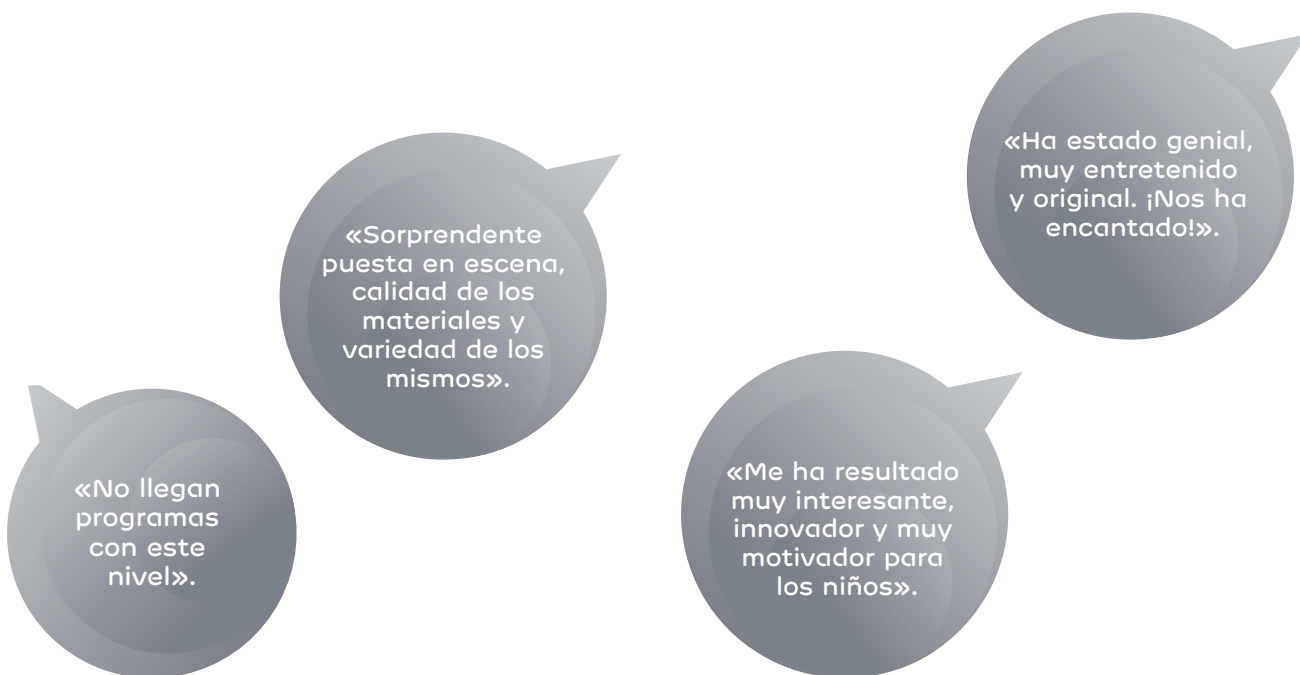 «No llegan
programas
con este
nivel».
«Sorprendente
puesta en escena,
calidad de los
materiales y
variedad de los
mismos».
«Me ha resultado
muy interesante,
innovador y muy
motivador para
los niños».
«Ha estado genial,
muy entretenido
y original. ¡Nos ha
encantado!».